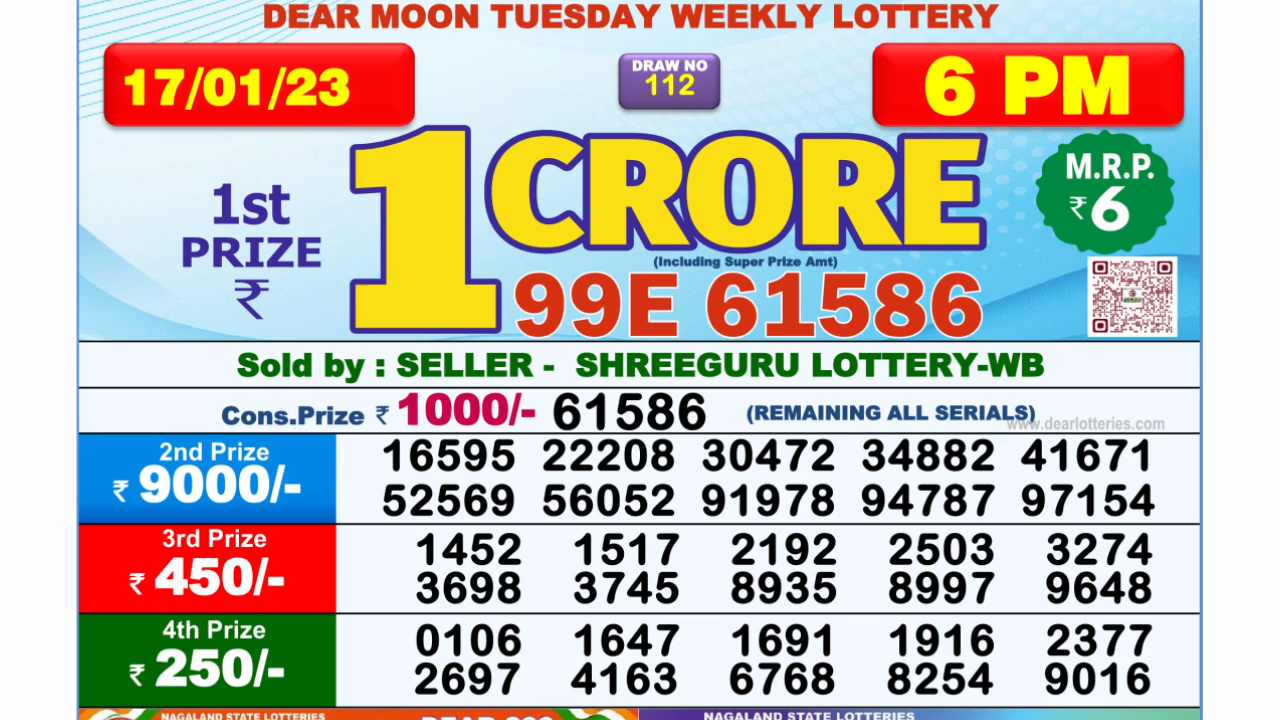 DEAR MOON TUESDAY WEEKLY LOTTERY
17/01/23
DRAW NO
112
6 PM
1st
PRIZE
₹
1 CRORE
(Including Super Prize Amt)
99E 61586
M.R.P.
₹6
Sold by : SELLER - SHREEGURU LOTTERY-WB
Cons.Prize ₹ 1000/- 61586 (REMAINING ALL SERIALS)
www.dearlotteries.com
2nd Prize
₹ 9000/-
16595 22208 30472 34882 41671
52569 56052 91978 94787 97154
3rd Prize
₹ 450/-
1452 1517 2192 2503 3274
3698 3745 8935 8997 9648
4th Prize
₹ 250/-
0106 1647 1691 1916 2377
2697 4163 6768 8254 9016
NAGALAND STATE LOTTERIES
DEAR
NAGALAND STATE LOTTERIES